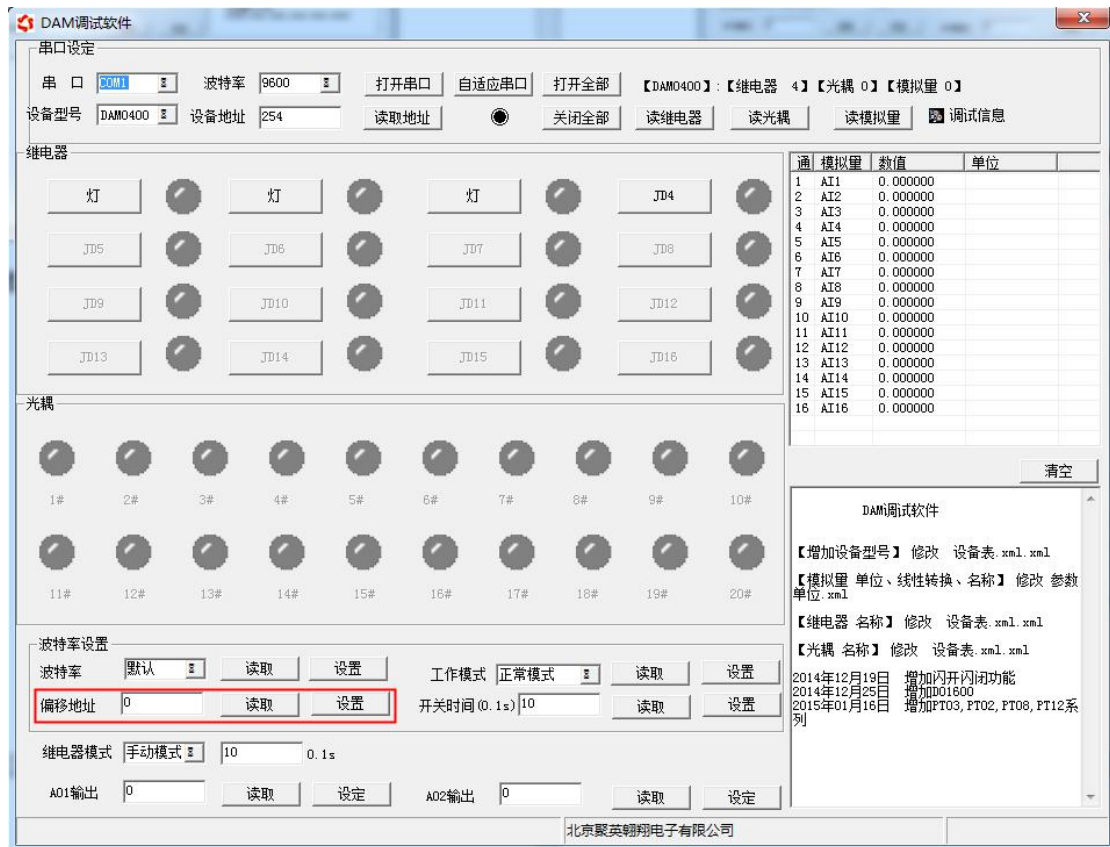 DAM调试软件
串口设定
串 口 COM1 波特率 9600 打开串口 自适应串口 打开全部 【DAM0400】:【继电器 4】【光耦 0】【模拟量 0】
设备型号 DAM0400 设备地址 254 读取地址 关闭全部 读继电器 读光耦 读模拟量 调试信息
继电器
灯 灯 灯 JD4
JD5 JD6 JD7 JD8
JD9 JD10 JD11 JD12
JD13 JD14 JD15 JD16
通 模拟量 数值 单位
1 AI1 0.000000
2 AI2 0.000000
3 AI3 0.000000
4 AI4 0.000000
5 AI5 0.000000
6 AI6 0.000000
7 AI7 0.000000
8 AI8 0.000000
9 AI9 0.000000
10 AI10 0.000000
11 AI11 0.000000
12 AI12 0.000000
13 AI13 0.000000
14 AI14 0.000000
15 AI15 0.000000
16 AI16 0.000000
光耦
1# 2# 3# 4# 5# 6# 7# 8# 9# 10#
11# 12# 13# 14# 15# 16# 17# 18# 19# 20#
清空
DAM调试软件
【增加设备型号】 修改 设备表.xml.xml
【模拟量 单位、线性转换、名称】 修改 参数
单位.xml
【继电器 名称】 修改 设备表.xml.xml
【光耦 名称】 修改 设备表.xml.xml
2014年12月19日 增加闪开闪闭功能
2014年12月25日 增加DO1600
2015年01月16日 增加PT03,PT02,PT08,PT12系
列
波特率设置
波特率 默认 读取 设置 工作模式 正常模式 读取 设置
偏移地址 0 读取 设置 开关时间(0.1s) 10 读取 设置
继电器模式 手动模式 10 0.1s
AO1输出 0 读取 设定 AO2输出 0 读取 设定
北京聚英翱翔电子有限公司